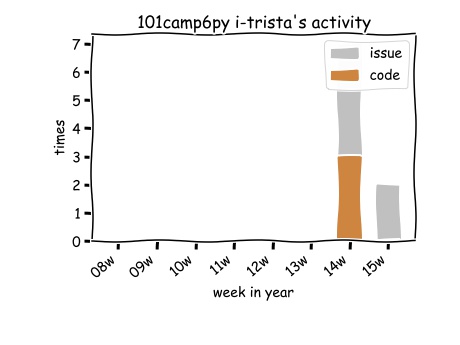 101camp6py i-trista's activity
issue
code
7
6
5
4
3
2
1
0
times
08w
09w
10w
11w
12w
13w
14w
15w
week in year